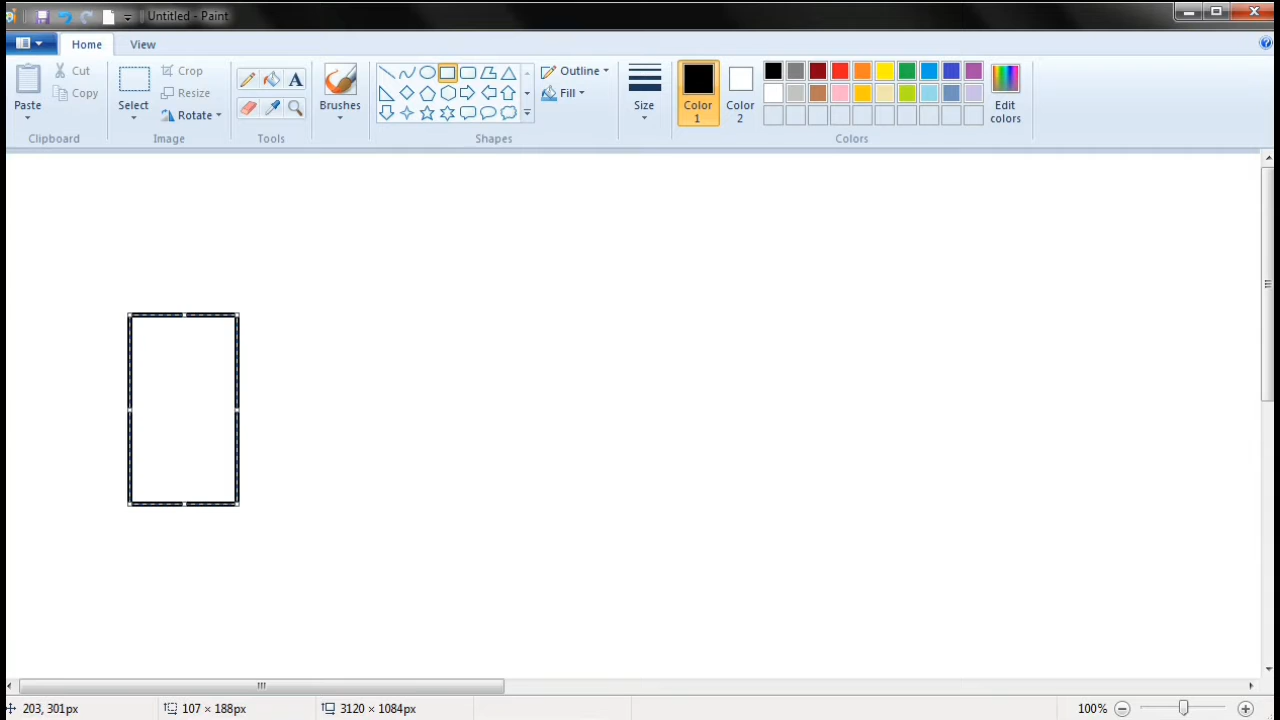 Untitled - Paint
Home View
Paste Cut Copy Select Crop Resize Rotate Brushes Outline Fill Size Color 1 Color 2 Edit colors
Clipboard Image Tools Shapes Colors
203, 301px 107 × 188px 3120 × 1084px 100%